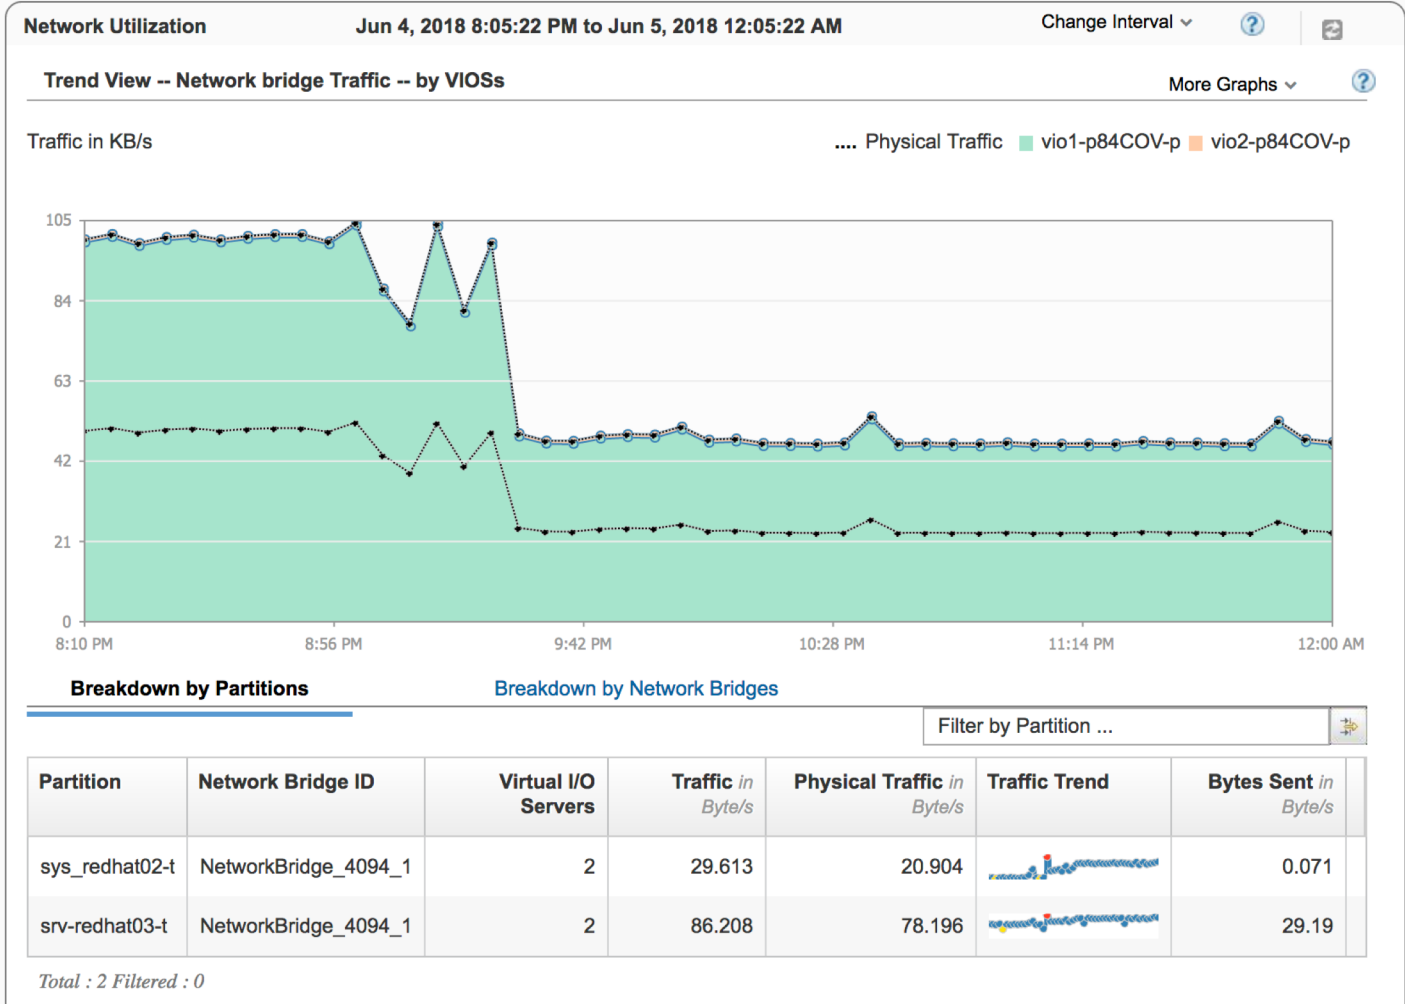 Network Utilization Jun 4, 2018 8:05:22 PM to Jun 5, 2018 12:05:22 AM Change Interval ?
Trend View -- Network bridge Traffic -- by VIOSs More Graphs ?
Traffic in KB/s .... Physical Traffic vio1-p84COV-p vio2-p84COV-p
105
84
63
42
21
0
8:10 PM 8:56 PM 9:42 PM 10:28 PM 11:14 PM 12:00 AM
Breakdown by Partitions Breakdown by Network Bridges
Filter by Partition ...
Partition Network Bridge ID Virtual I/O Traffic in Physical Traffic in Traffic Trend Bytes Sent in
Servers Byte/s Byte/s Byte/s
sys_redhat02-t NetworkBridge_4094_1 2 29.613 20.904 0.071
srv-redhat03-t NetworkBridge_4094_1 2 86.208 78.196 29.19
Total : 2 Filtered : 0